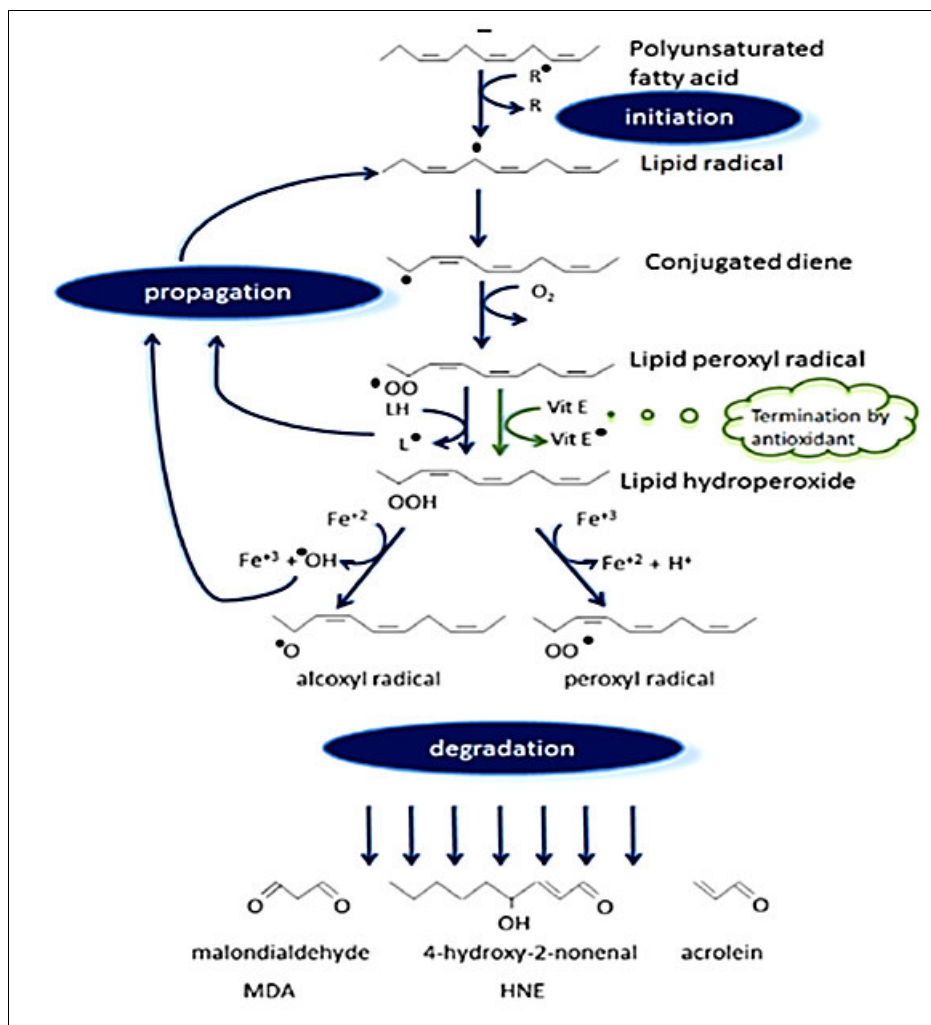 Polyunsaturated
fatty acid
R•
R
initiation
•
Lipid radical
Conjugated diene
•
propagation
O₂
Lipid peroxyl radical
•OO
LH
Vit E
L•
Vit E•
Termination by
antioxidant
Lipid hydroperoxide
OOH
Fe⁺²
Fe⁺³
Fe⁺³ + •OH
Fe⁺² + H⁺
•O
OO•
alcoxyl radical
peroxyl radical
degradation
O
O
OH
O
O
malondialdehyde
4-hydroxy-2-nonenal
acrolein
MDA
HNE